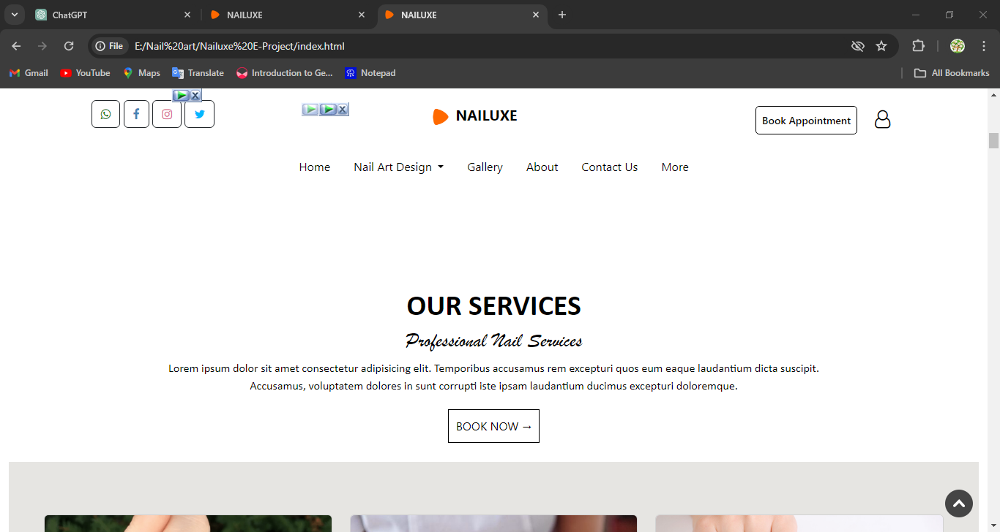 ChatGPT
NAILUXE
NAILUXE
File
E:/Nail%20art/Nailuxe%20E-Project/index.html
Gmail
YouTube
Maps
Translate
Introduction to Ge...
Notepad
All Bookmarks
NAILUXE
Book Appointment
Home
Nail Art Design
Gallery
About
Contact Us
More
OUR SERVICES
Professional Nail Services
Lorem ipsum dolor sit amet consectetur adipisicing elit. Temporibus accusamus rem excepturi quos eum eaque laudantium dicta suscipit.
Accusamus, voluptatem dolores in sunt corrupti iste ipsam laudantium ducimus excepturi doloremque.
BOOK NOW →